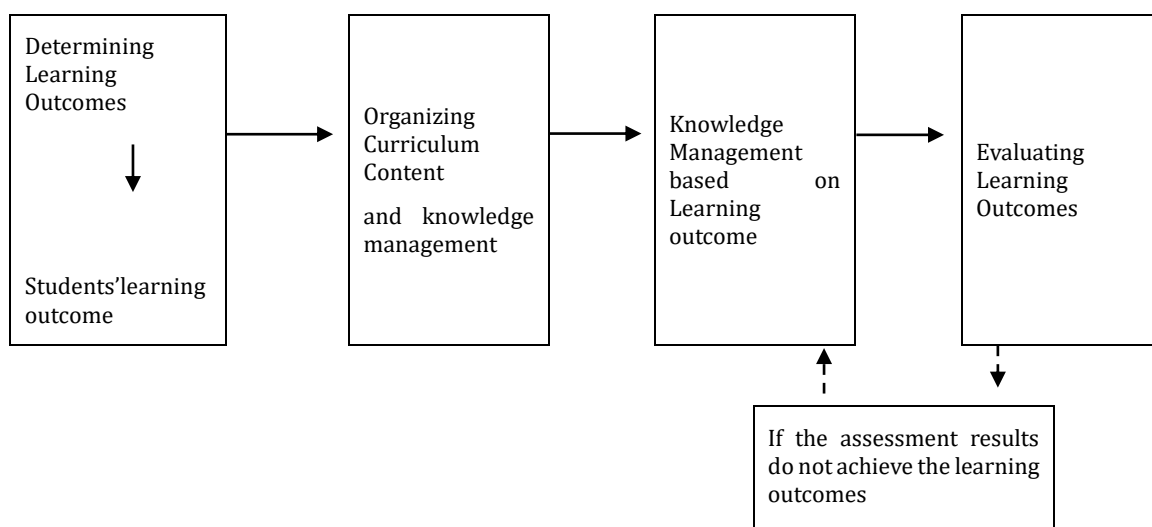 Determining
Learning
Outcomes
Students’learning
outcome
Organizing
Curriculum
Content
and knowledge
management
Knowledge
Management
based on
Learning
outcome
Evaluating
Learning
Outcomes
If the assessment results
do not achieve the learning
outcomes